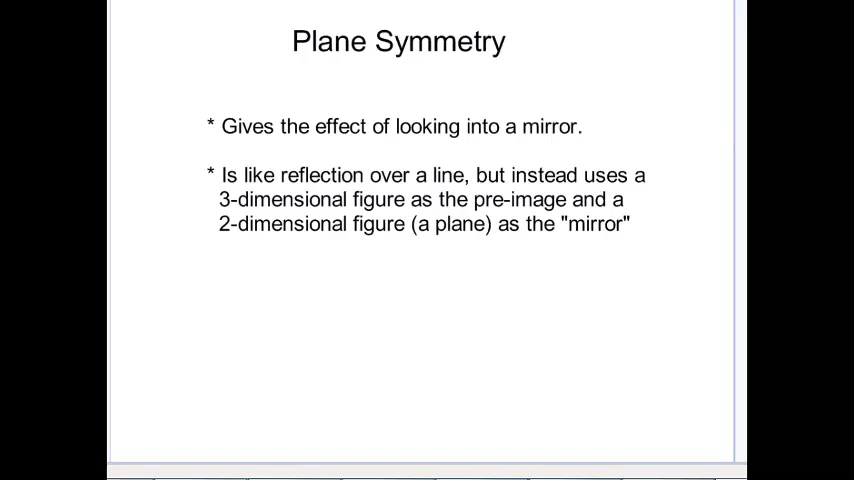 Plane Symmetry
* Gives the effect of looking into a mirror.
* Is like reflection over a line, but instead uses a
3-dimensional figure as the pre-image and a
2-dimensional figure (a plane) as the "mirror"